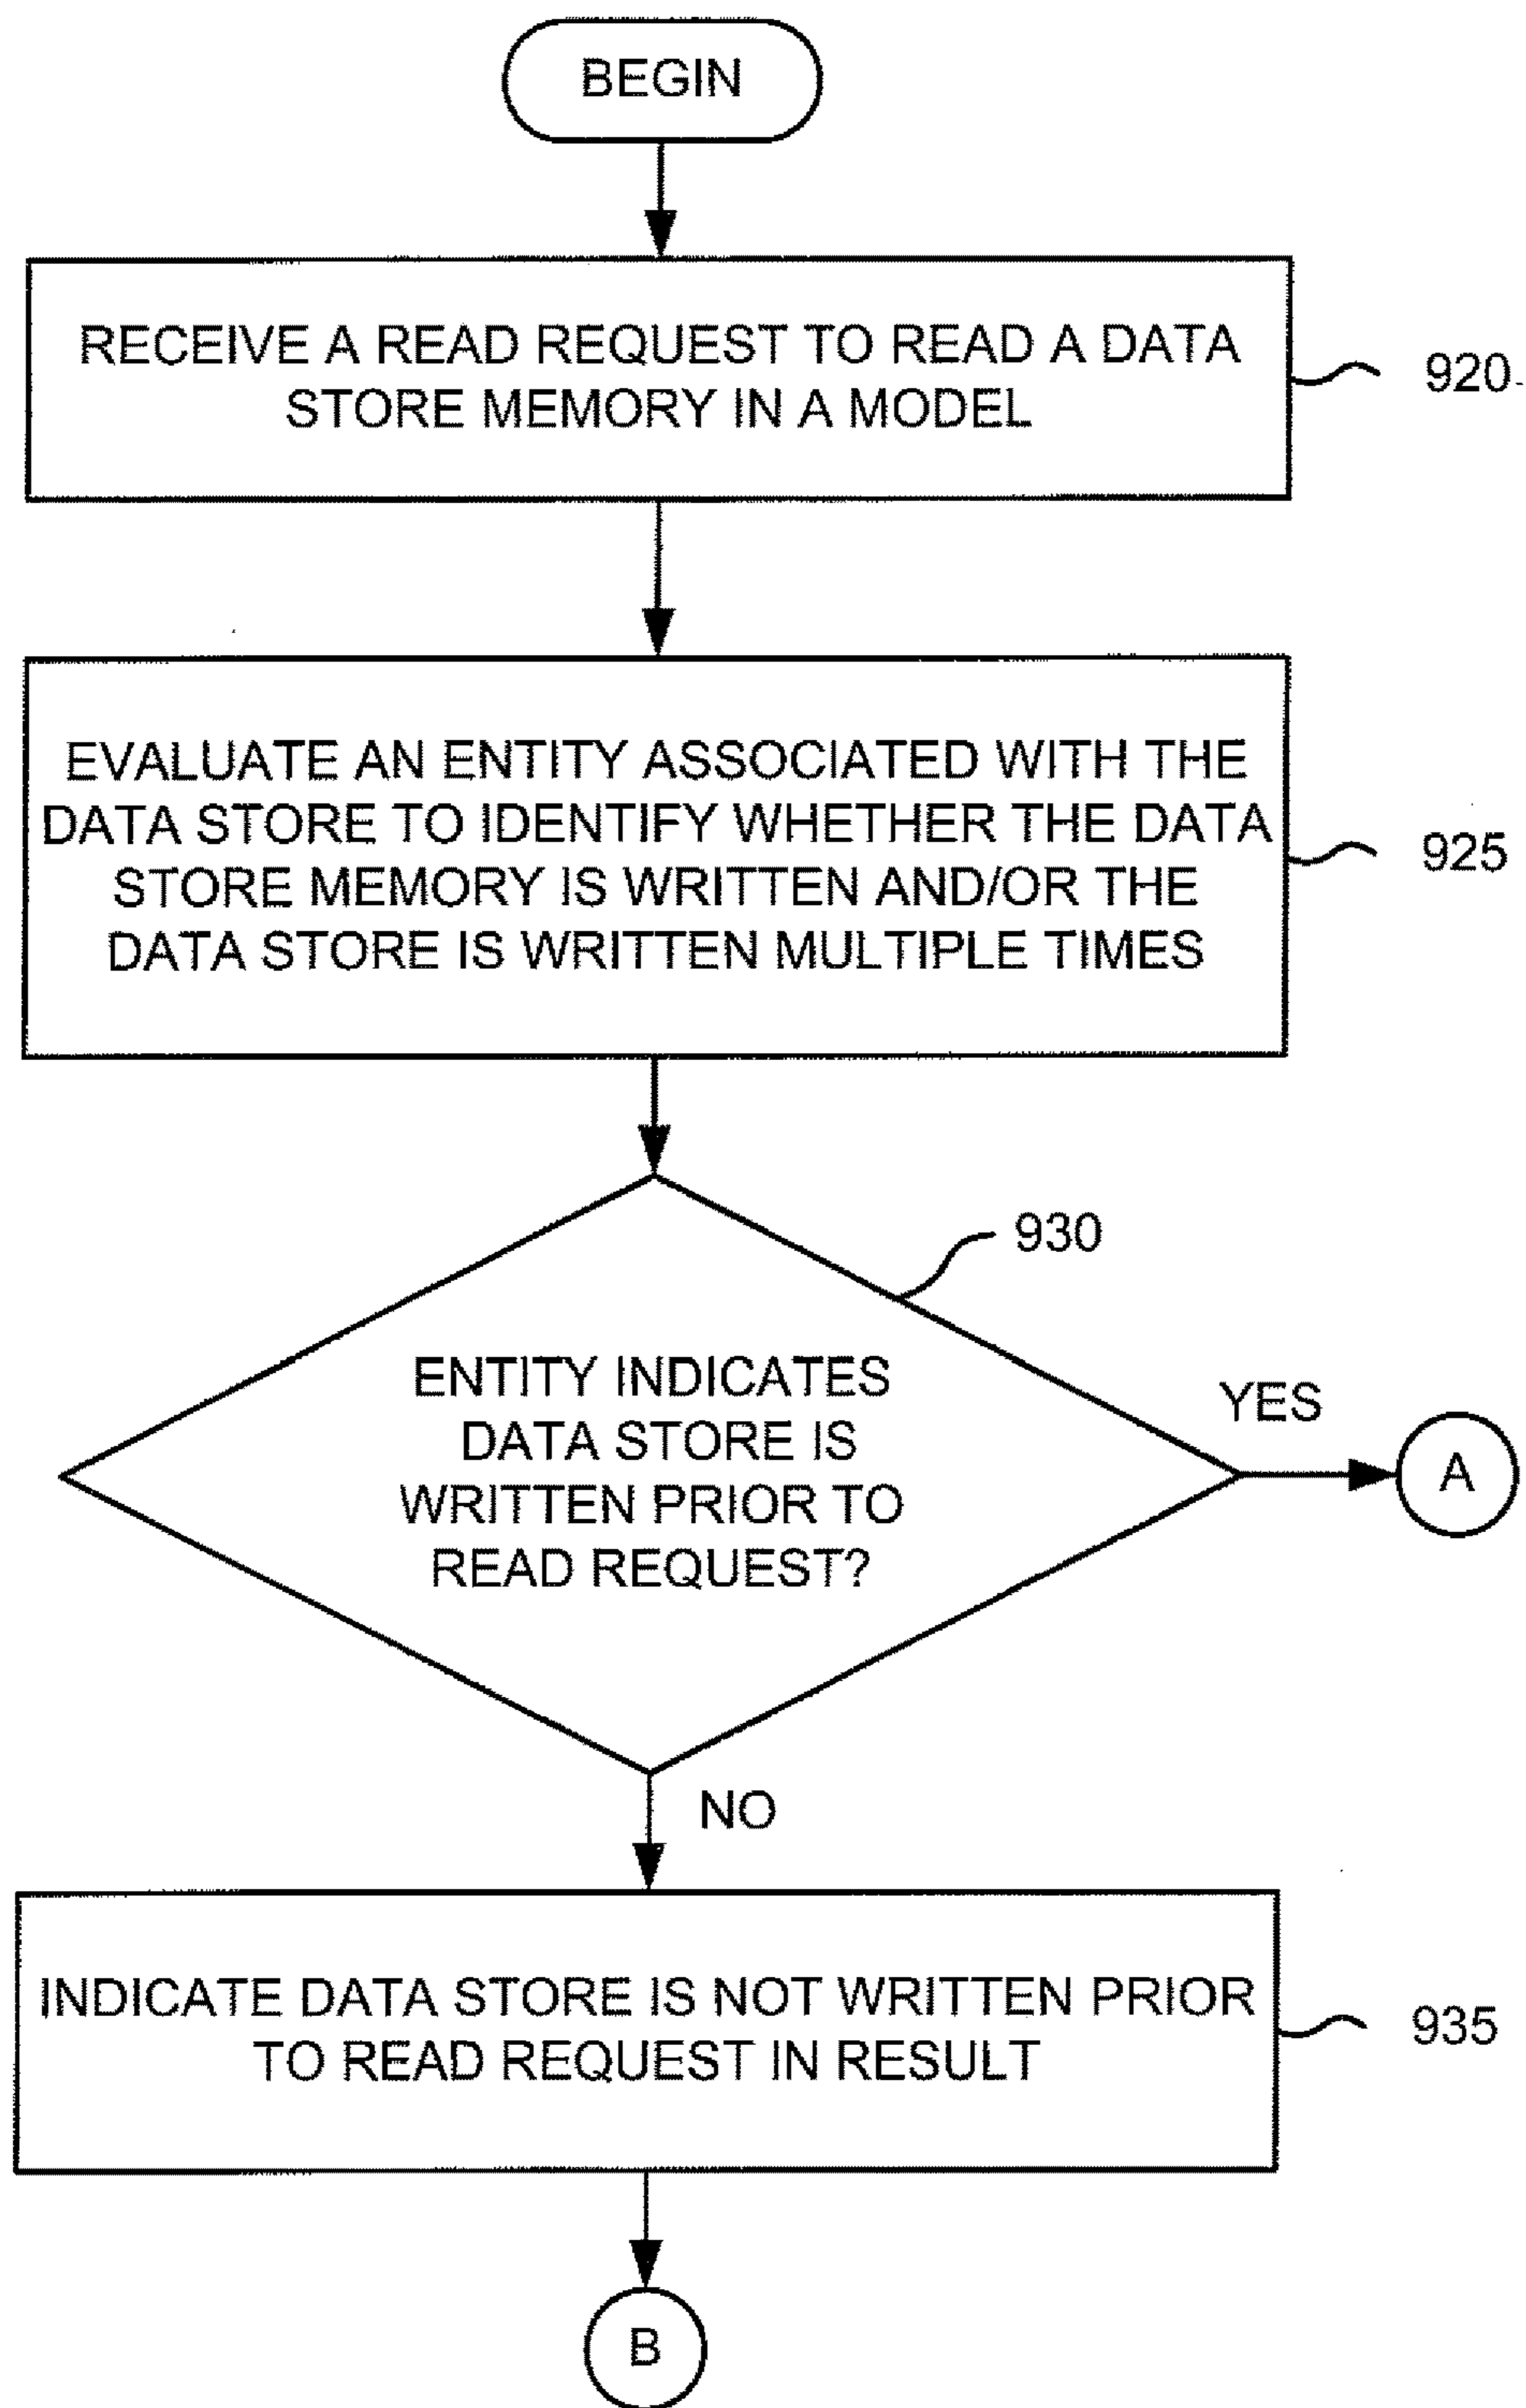 BEGIN
RECEIVE A READ REQUEST TO READ A DATA
STORE MEMORY IN A MODEL
920
EVALUATE AN ENTITY ASSOCIATED WITH THE
DATA STORE TO IDENTIFY WHETHER THE DATA
STORE MEMORY IS WRITTEN AND/OR THE
DATA STORE IS WRITTEN MULTIPLE TIMES
925
930
ENTITY INDICATES
DATA STORE IS
WRITTEN PRIOR TO
READ REQUEST?
YES
A
NO
INDICATE DATA STORE IS NOT WRITTEN PRIOR
TO READ REQUEST IN RESULT
935
B